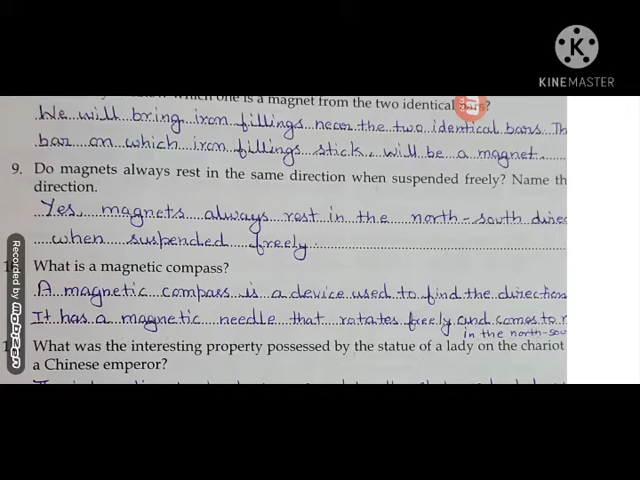 KINEMASTER
which one is a magnet from the two identical bars?
We will bring iron fillings near the two identical bars. Th
bar on which iron fillings stick, will be a magnet.
9. Do magnets always rest in the same direction when suspended freely? Name th
direction.
Yes, magnets always rest in the north-south direc
when suspended freely.
1 What is a magnetic compass?
A magnetic compass is a device used to find the direction
It has a magnetic needle that rotates freely and comes to r
in the north-sou
1 What was the interesting property possessed by the statue of a lady on the chariot
a Chinese emperor?
Recorded by